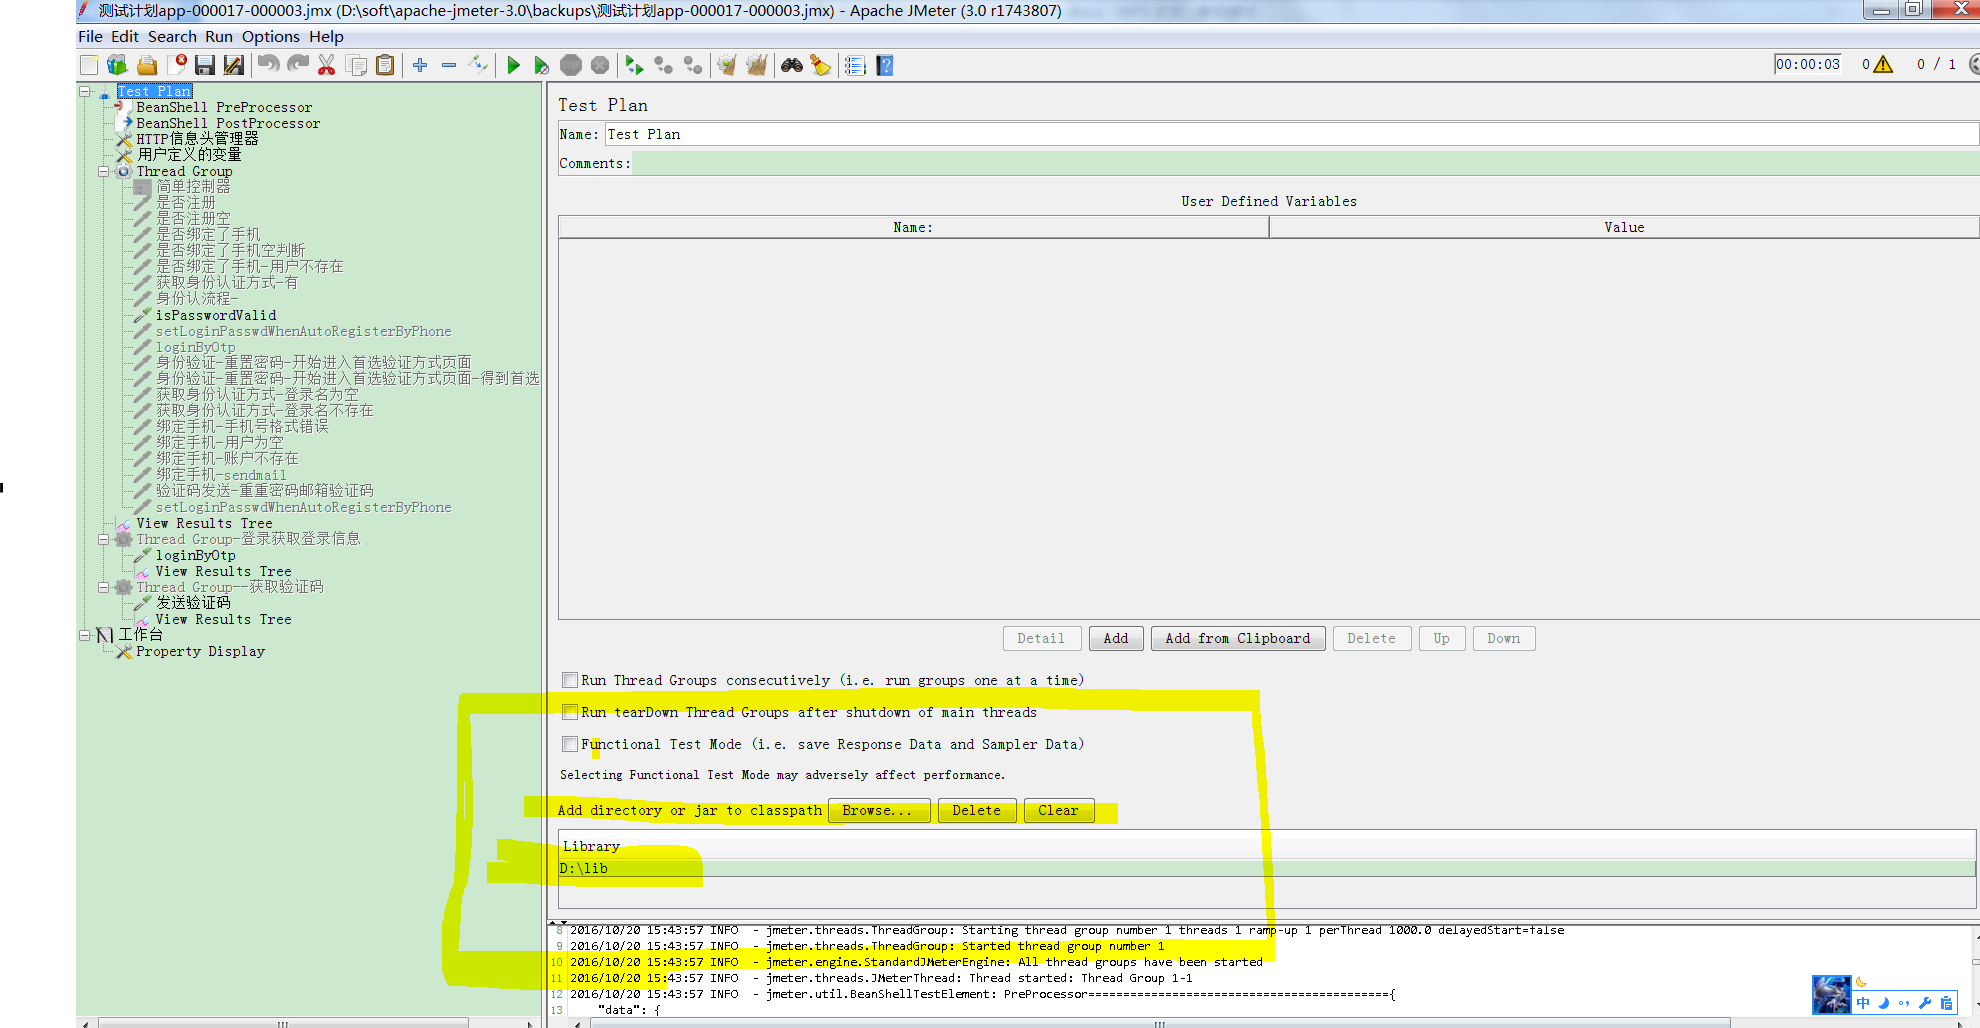 测试计划app-000017-000003.jmx (D:\soft\apache-jmeter-3.0\backups\测试计划app-000017-000003.jmx) - Apache JMeter (3.0 r1743807)
File Edit Search Run Options Help
00:00:03 0 0 / 1
Test Plan
BeanShell PreProcessor
BeanShell PostProcessor
HTTP信息头管理器
用户定义的变量
Thread Group
简单控制器
是否注册
是否注册空
是否绑定了手机
是否绑定了手机空判断
是否绑定了手机-用户不存在
获取身份认证方式-有
身份认流程-
isPasswordValid
setLoginPasswdWhenAutoRegisterByPhone
loginByOtp
身份验证-重置密码-开始进入首选验证方式页面
身份验证-重置密码-开始进入首选验证方式页面-得到首选
获取身份认证方式-登录名为空
获取身份认证方式-登录名不存在
绑定手机-手机号格式错误
绑定手机-用户为空
绑定手机-账户不存在
绑定手机-sendmail
验证码发送-重重密码邮箱验证码
setLoginPasswdWhenAutoRegisterByPhone
View Results Tree
Thread Group-登录获取登录信息
loginByOtp
View Results Tree
Thread Group--获取验证码
发送验证码
View Results Tree
工作台
Property Display
Test Plan
Name: Test Plan
Comments:
User Defined Variables
Name: Value
Detail Add Add from Clipboard Delete Up Down
Run Thread Groups consecutively (i.e. run groups one at a time)
Run tearDown Thread Groups after shutdown of main threads
Functional Test Mode (i.e. save Response Data and Sampler Data)
Selecting Functional Test Mode may adversely affect performance.
Add directory or jar to classpath Browse... Delete Clear
Library
D:\lib
8 2016/10/20 15:43:57 INFO - jmeter.threads.ThreadGroup: Starting thread group number 1 threads 1 ramp-up 1 perThread 1000.0 delayedStart=false
9 2016/10/20 15:43:57 INFO - jmeter.threads.ThreadGroup: Started thread group number 1
10 2016/10/20 15:43:57 INFO - jmeter.engine.StandardJMeterEngine: All thread groups have been started
11 2016/10/20 15:43:57 INFO - jmeter.threads.JMeterThread: Thread started: Thread Group 1-1
12 2016/10/20 15:43:57 INFO - jmeter.util.BeanShellTestElement: PreProcessor==========================================={
13 "data": {
中